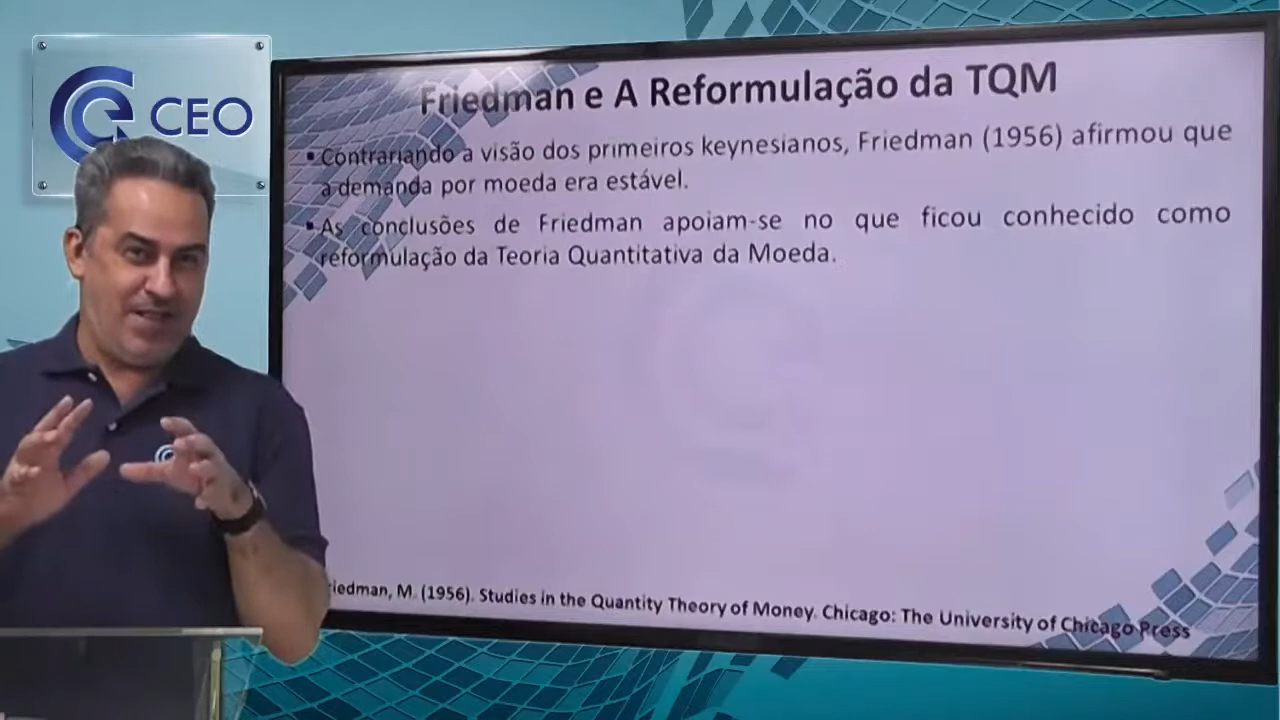 CEO
Friedman e A Reformulação da TQM
▪ Contrariando a visão dos primeiros keynesianos, Friedman (1956) afirmou que
a demanda por moeda era estável.
▪ As conclusões de Friedman apoiam-se no que ficou conhecido como
reformulação da Teoria Quantitativa da Moeda.
riedman, M. (1956). Studies in the Quantity Theory of Money. Chicago: The University of Chicago Press